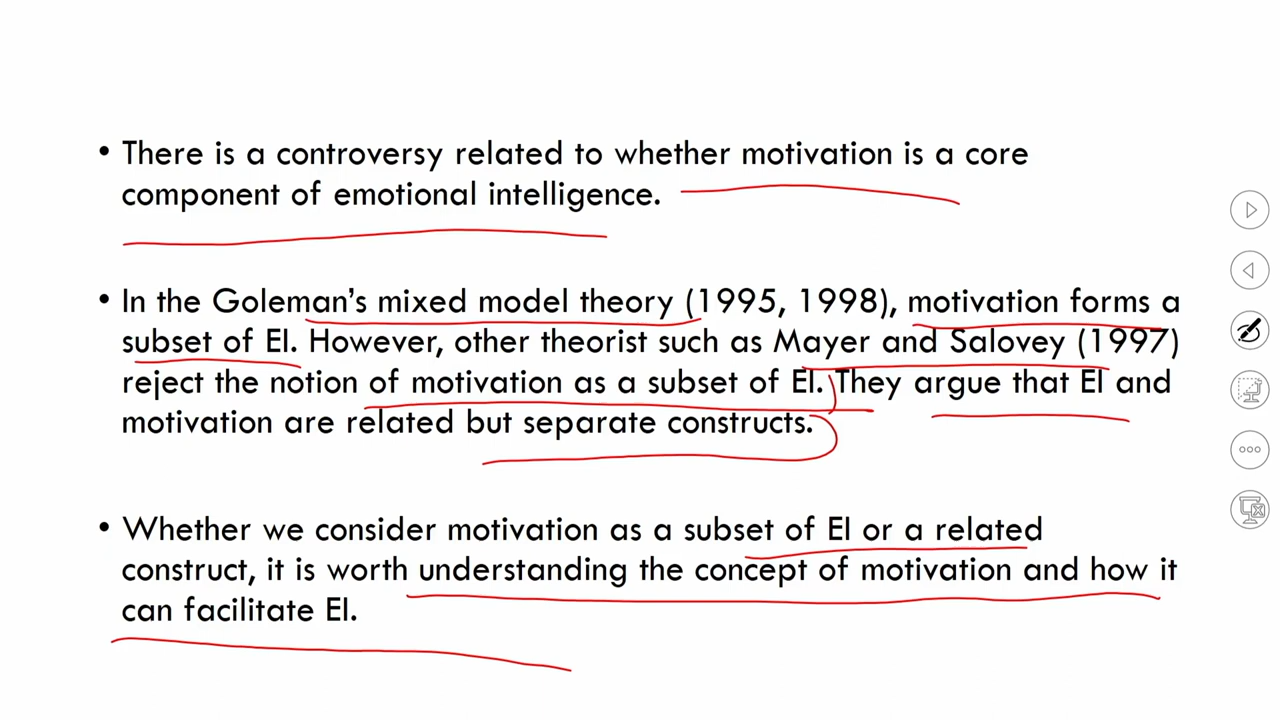 • There is a controversy related to whether motivation is a core
component of emotional intelligence.
• In the Goleman's mixed model theory (1995, 1998), motivation forms a
subset of EI. However, other theorist such as Mayer and Salovey (1997)
reject the notion of motivation as a subset of EI. They argue that EI and
motivation are related but separate constructs.
• Whether we consider motivation as a subset of EI or a related
construct, it is worth understanding the concept of motivation and how it
can facilitate EI.